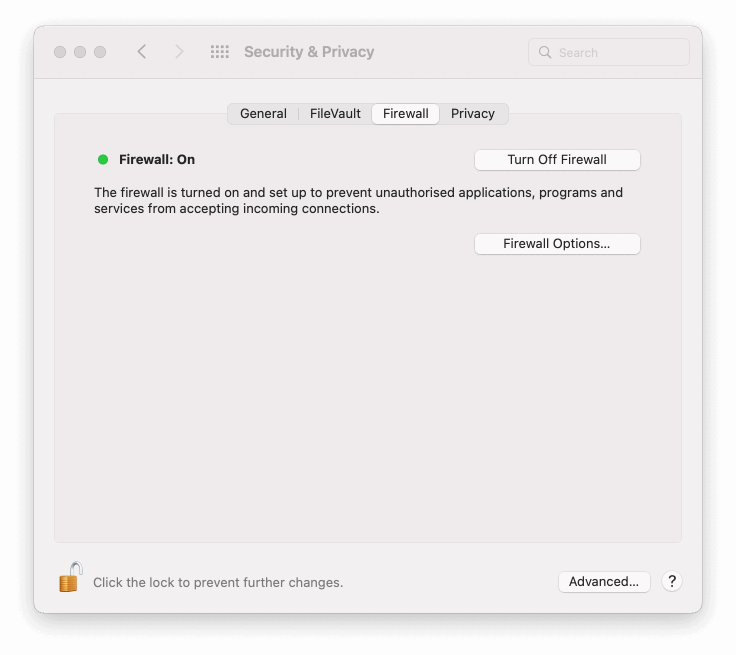 Security & Privacy
Search
General
FileVault
Firewall
Privacy
Firewall: On
Turn Off Firewall
The firewall is turned on and set up to prevent unauthorised applications, programs and
services from accepting incoming connections.
Firewall Options...
Click the lock to prevent further changes.
Advanced...
?